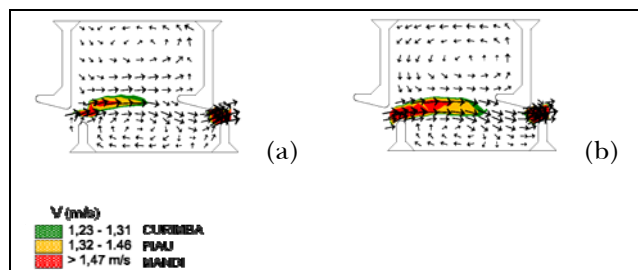 (a)
(b)
V (m/s)
1,23 - 1,31 CURIMBA
1,32 - 1.46 PIAU
> 1,47 m/s MANDI